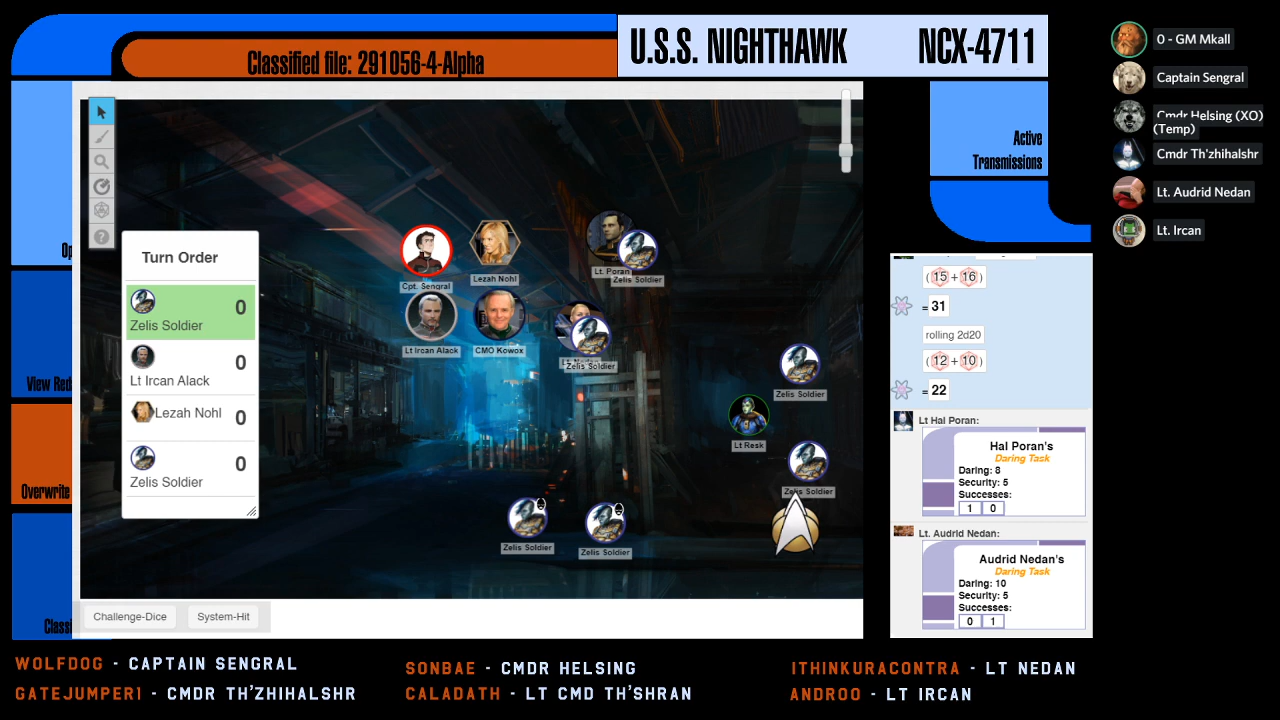 Classified file: 291056-4-Alpha
U.S.S. NIGHTHAWK NCX-4711
0 - GM Mkall
Captain Sengral
Cmdr Helsing (XO)
(Temp)
Cmdr Th'zhihalshr
Lt. Audrid Nedan
Lt. Ircan
Active
Transmissions
Op
View Red
Overwrite
Classi
Turn Order
Zelis Soldier 0
Lt Ircan Alack 0
Lezah Nohl 0
Zelis Soldier 0
Cpt. Sengral
Lezah Nohl
Lt. Poran
Zelis Soldier
Lt Ircan Alack
CMO Kowox
Zelis Soldier
Zelis Soldier
Lt Resk
Zelis Soldier
Zelis Soldier
Zelis Soldier
Challenge-Dice
System-Hit
(15+16)
=31
rolling 2d20
(12+10)
=22
Lt Hal Poran:
Hal Poran's
Daring Task
Daring: 8
Security: 5
Successes:
1 0
Lt. Audrid Nedan:
Audrid Nedan's
Daring Task
Daring: 10
Security: 5
Successes:
0 1
WOLFDOG - CAPTAIN SENGRAL
GATEJUMPER1 - CMDR TH'ZHIHALSHR
SONBAE - CMDR HELSING
CALADATH - LT CMD TH'SHRAN
ITHINKURACONTRA - LT NEDAN
ANDROO - LT IRCAN